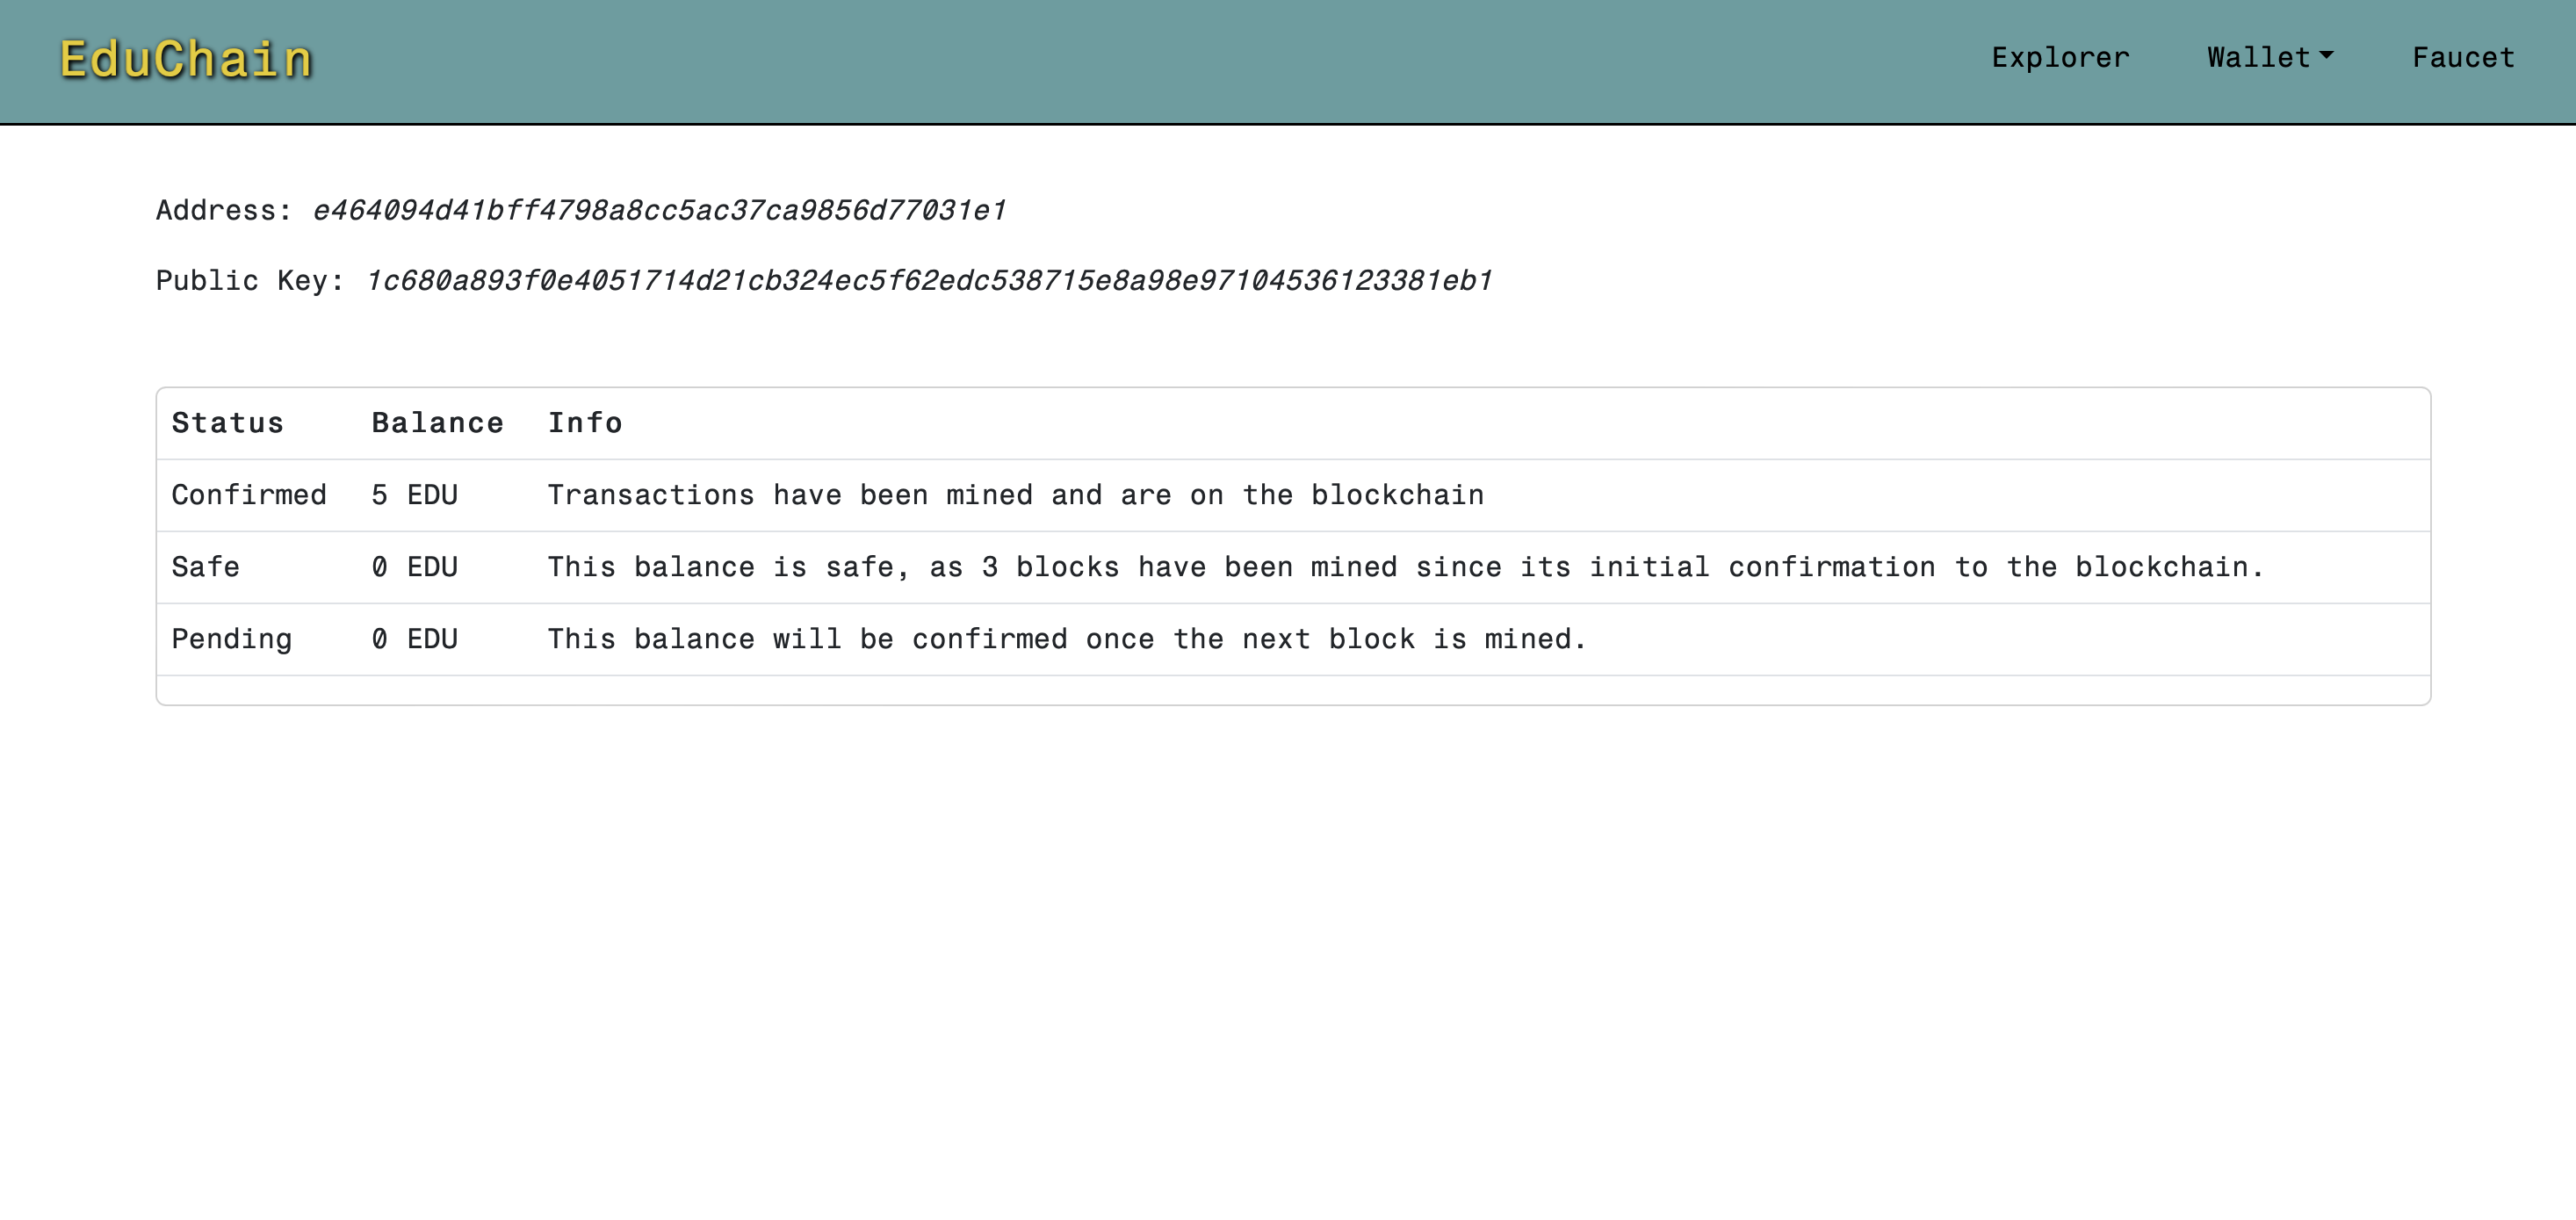 EduChain
Explorer Wallet Faucet
Address: e464094d41bff4798a8cc5ac37ca9856d77031e1
Public Key: 1c680a893f0e4051714d21cb324ec5f62edc538715e8a98e97104536123381eb1
Status Balance Info
Confirmed 5 EDU Transactions have been mined and are on the blockchain
Safe 0 EDU This balance is safe, as 3 blocks have been mined since its initial confirmation to the blockchain.
Pending 0 EDU This balance will be confirmed once the next block is mined.